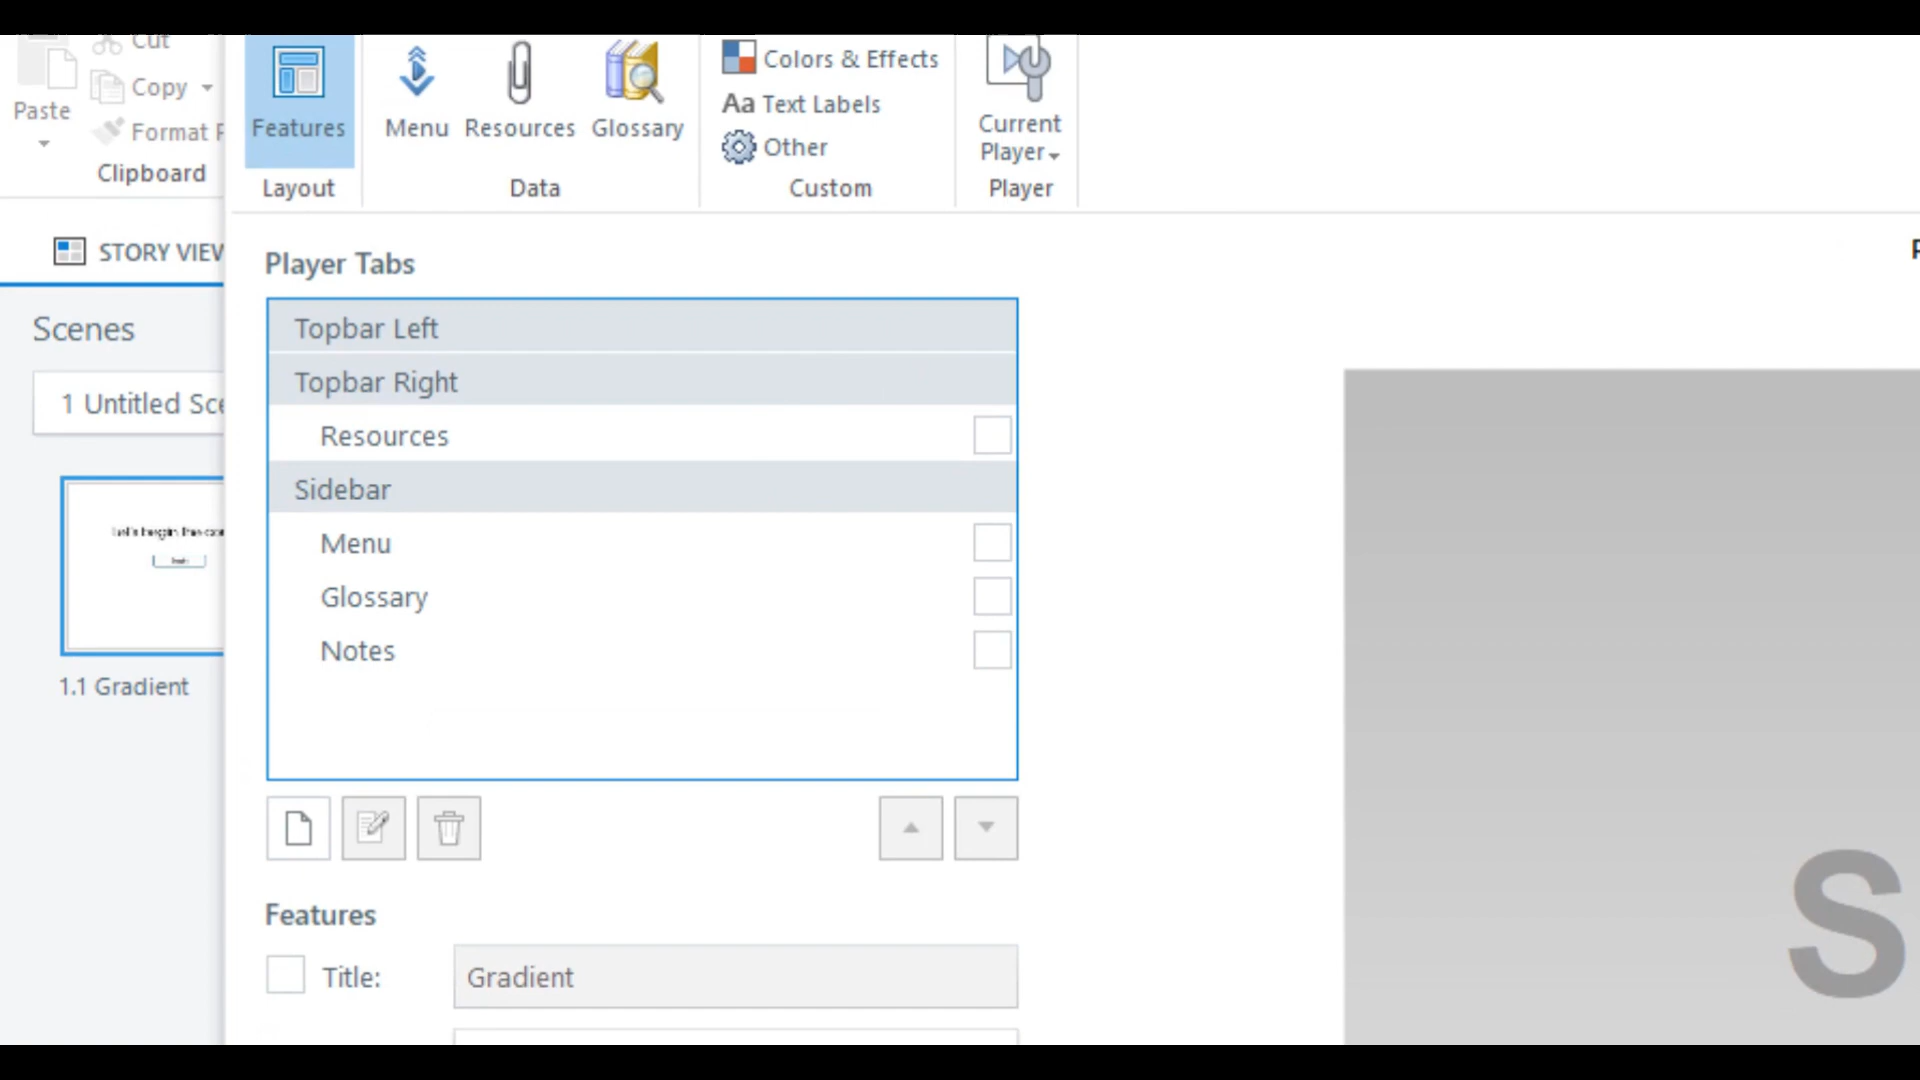 Cut
Copy
Paste
Format
Clipboard
Features
Layout
Menu
Resources
Glossary
Data
Colors & Effects
Aa Text Labels
Other
Custom
Current
Player
Player
STORY VIEW
Scenes
1 Untitled Sce
1.1 Gradient
Player Tabs
Topbar Left
Topbar Right
Resources
Sidebar
Menu
Glossary
Notes
Features
Title:
Gradient
S